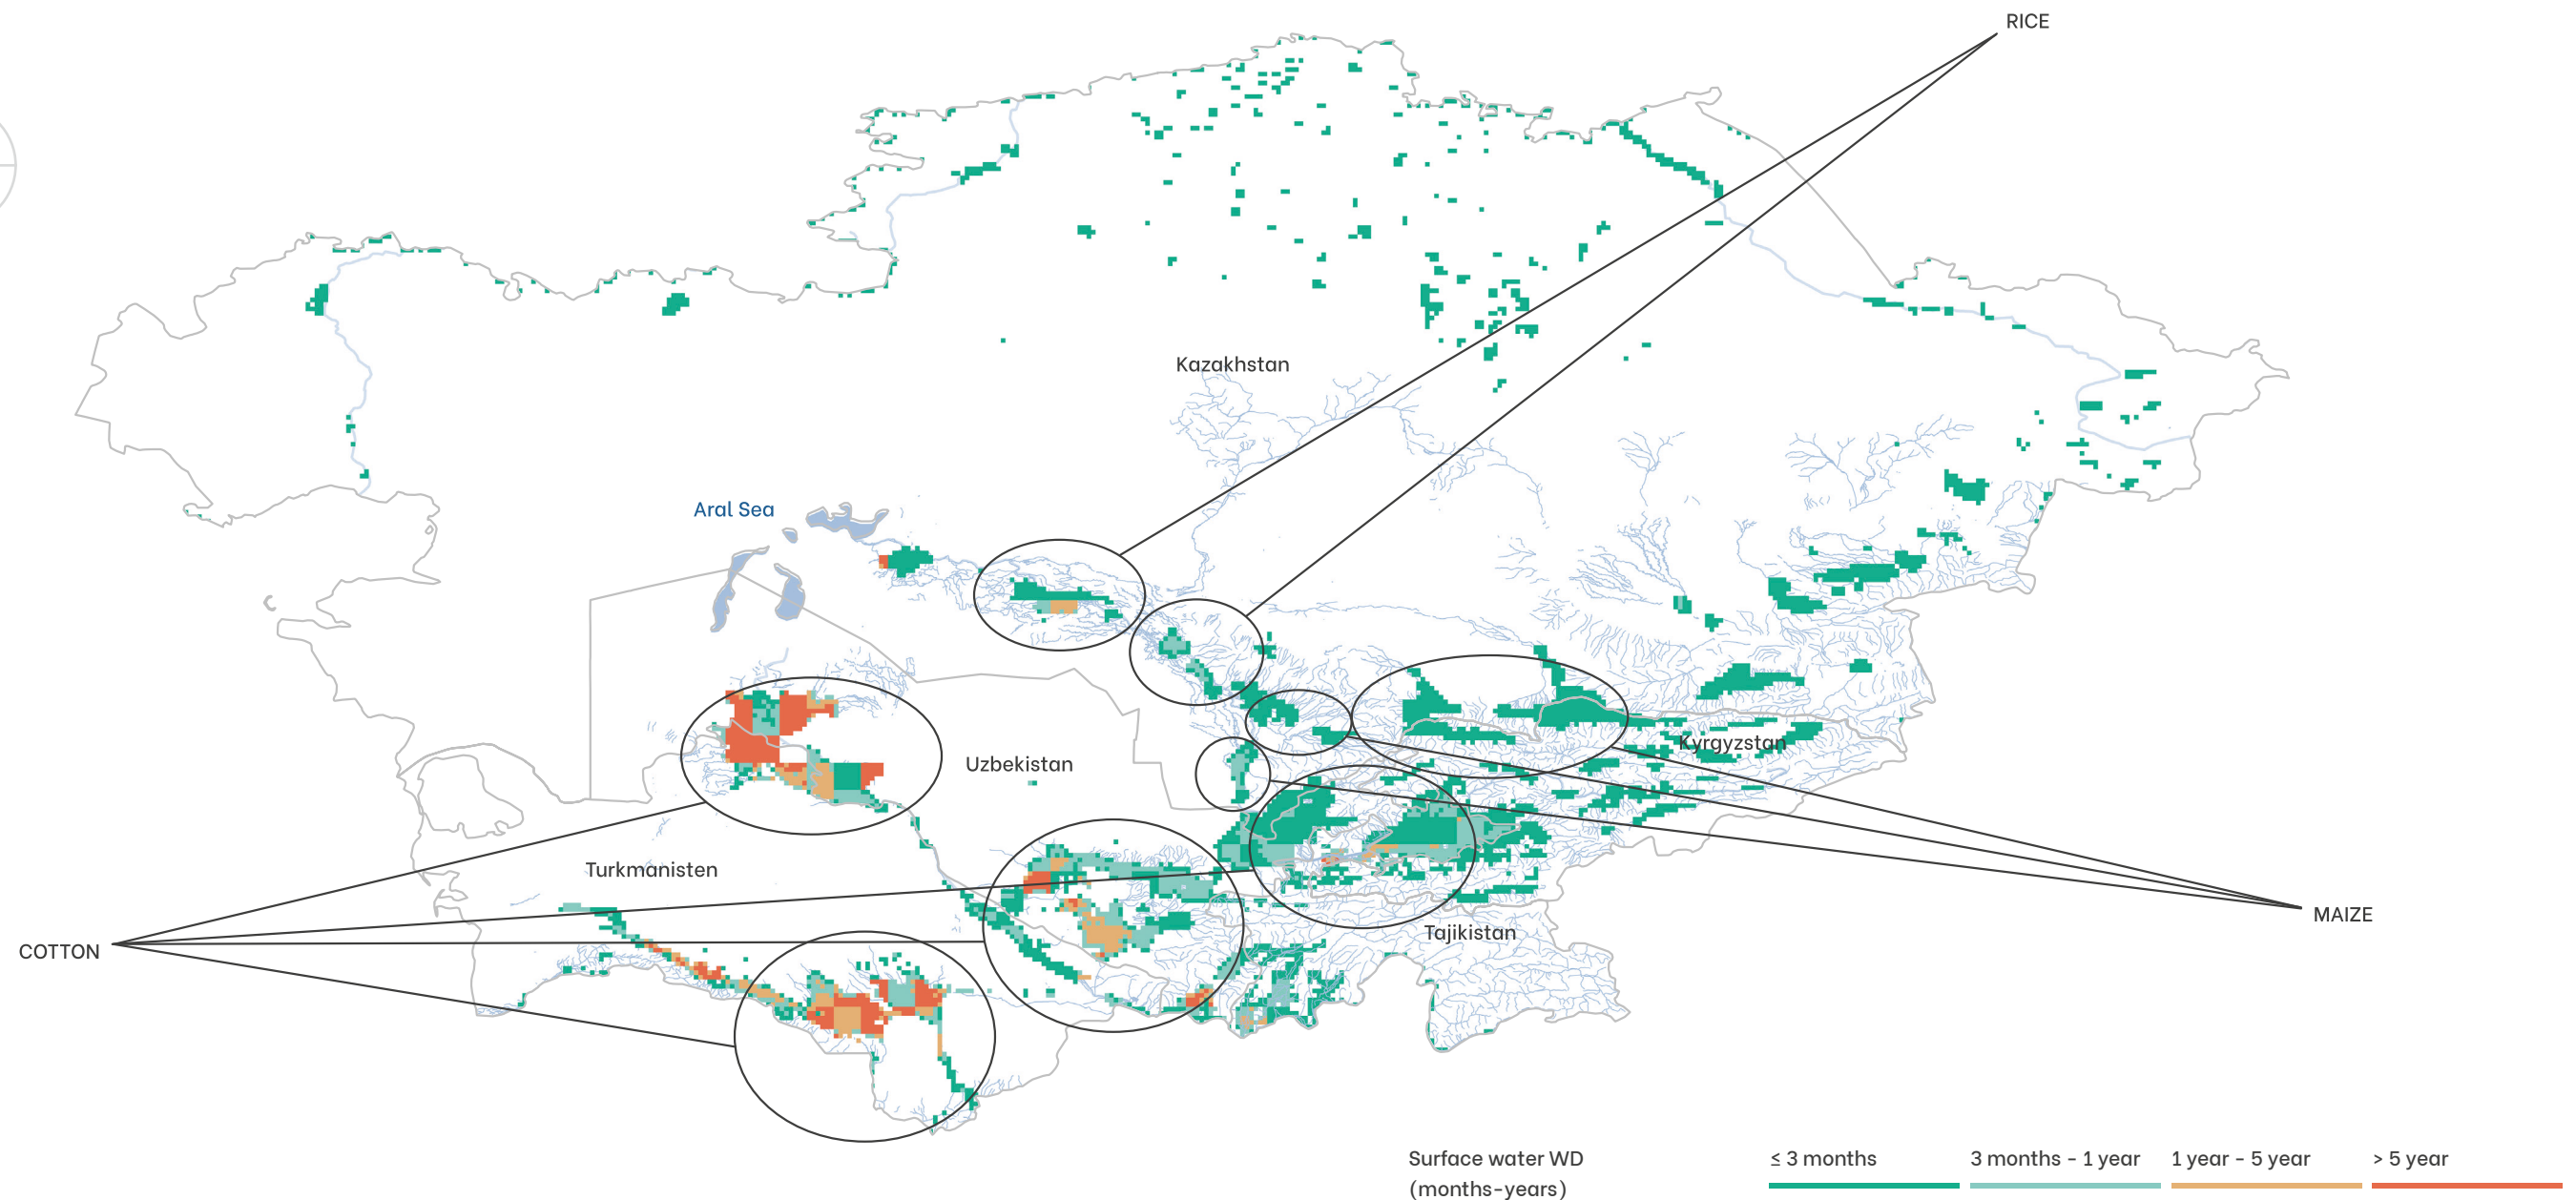 RICE
Kazakhstan
Aral Sea
Kyrgyzstan
Uzbekistan
Turkmanisten
MAIZE
Tajikistan
COTTON
Surface water WD
(months-years)
≤ 3 months
3 months - 1 year
1 year - 5 year
> 5 year